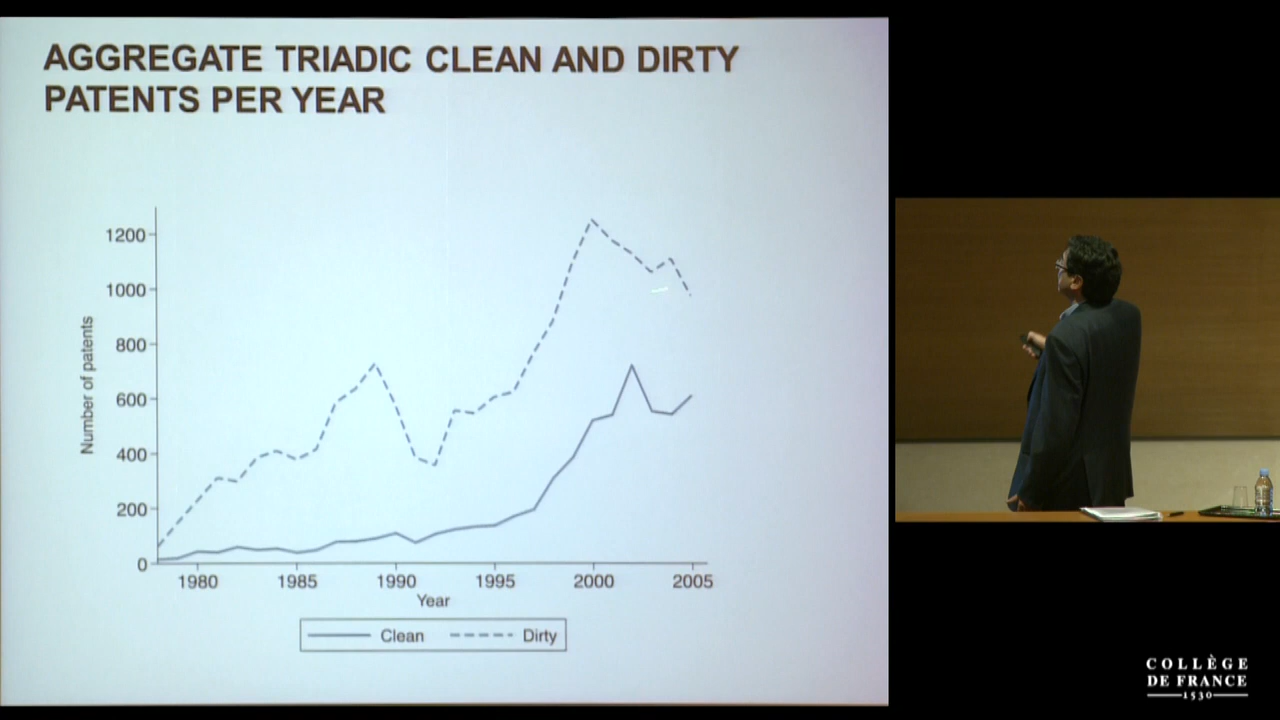 AGGREGATE TRIADIC CLEAN AND DIRTY
PATENTS PER YEAR
1200
1000
800
600
400
200
0
Number of patents
1980 1985 1990 1995 2000 2005
Year
Clean Dirty
COLLÈGE
DE FRANCE
1530